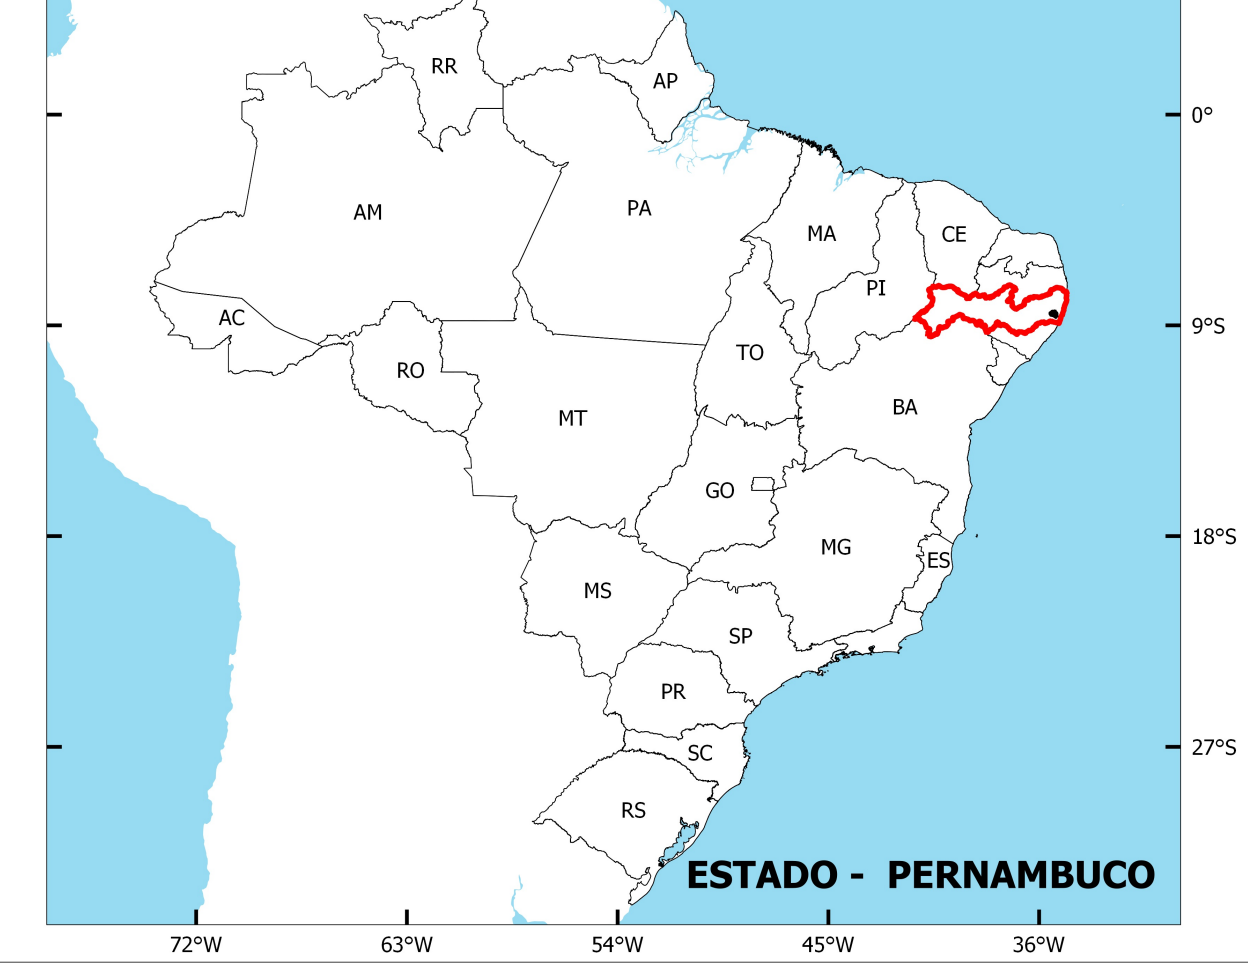 RR
AP
0°
AM
PA
MA
CE
PI
AC
9°S
TO
RO
BA
MT
GO
18°S
MG
ES
MS
SP
PR
27°S
SC
RS
ESTADO - PERNAMBUCO
72°W 63°W 54°W 45°W 36°W